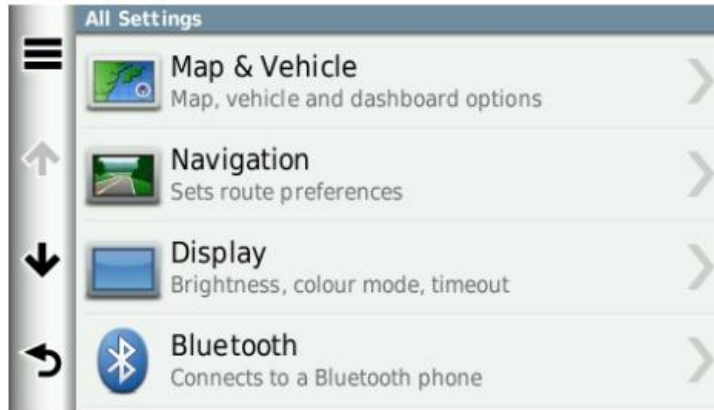 All Settings
Map & Vehicle
Map, vehicle and dashboard options
Navigation
Sets route preferences
Display
Brightness, colour mode, timeout
Bluetooth
Connects to a Bluetooth phone